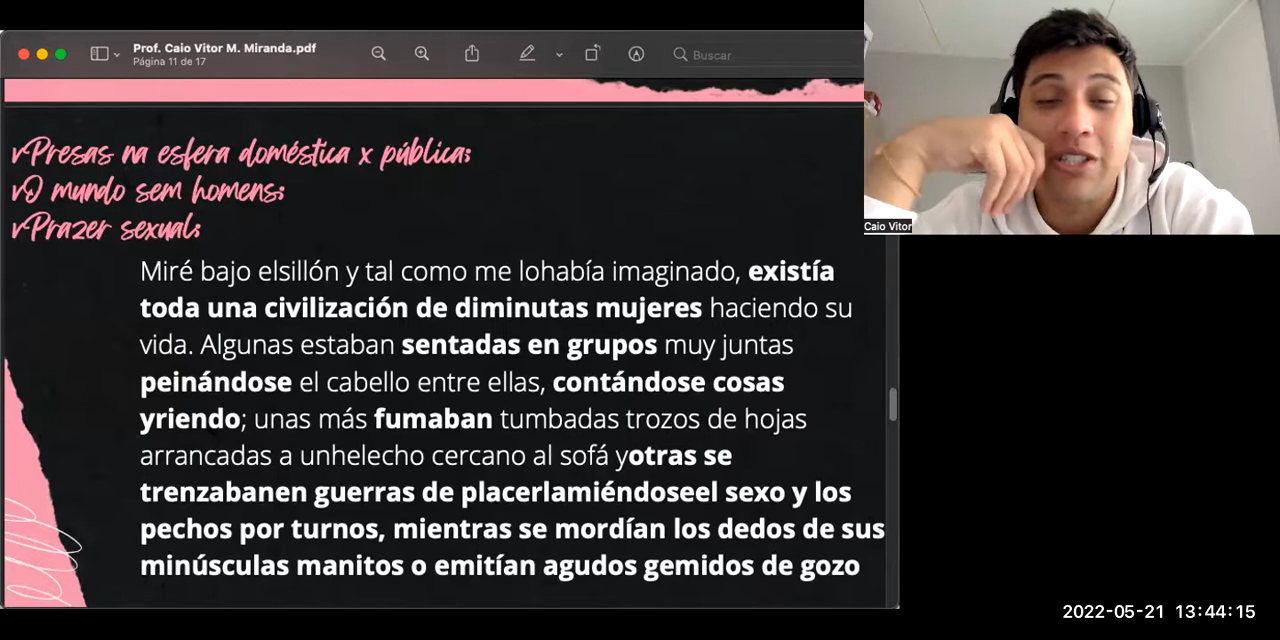 Prof. Caio Vitor M. Miranda.pdf
Página 11 de 17
Buscar
vPresas na esfera doméstica x pública;
vO mundo sem homens;
vPrazer sexual;
Miré bajo elsillón y tal como me lohabía imaginado, existía
toda una civilización de diminutas mujeres haciendo su
vida. Algunas estaban sentadas en grupos muy juntas
peinándose el cabello entre ellas, contándose cosas
yriendo; unas más fumaban tumbadas trozos de hojas
arrancadas a unhelecho cercano al sofá yotras se
trenzabanen guerras de placerlamiéndoseel sexo y los
pechos por turnos, mientras se mordían los dedos de sus
minúsculas manitos o emitían agudos gemidos de gozo
Caio Vitor
2022-05-21 13:44:15